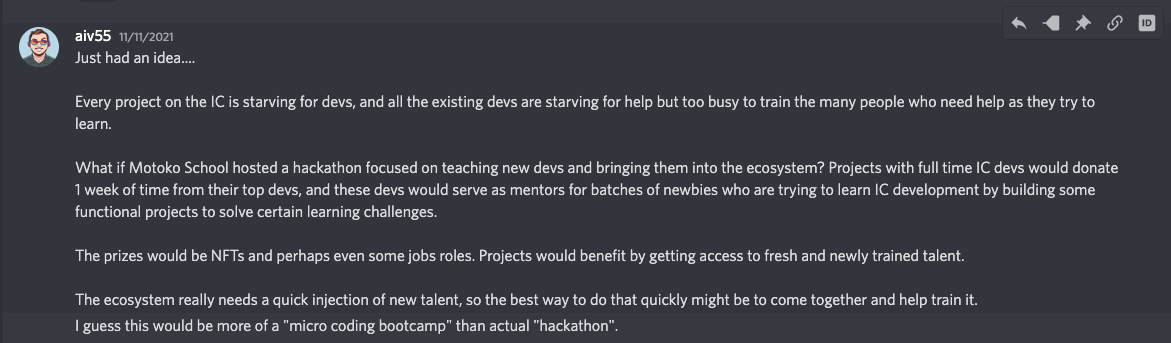 aiv55 11/11/2021
ID
Just had an idea....
Every project on the IC is starving for devs, and all the existing devs are starving for help but too busy to train the many people who need help as they try to
learn.
What if Motoko School hosted a hackathon focused on teaching new devs and bringing them into the ecosystem? Projects with full time IC devs would donate
1 week of time from their top devs, and these devs would serve as mentors for batches of newbies who are trying to learn IC development by building some
functional projects to solve certain learning challenges.
The prizes would be NFTs and perhaps even some jobs roles. Projects would benefit by getting access to fresh and newly trained talent.
The ecosystem really needs a quick injection of new talent, so the best way to do that quickly might be to come together and help train it.
I guess this would be more of a "micro coding bootcamp" than actual "hackathon".